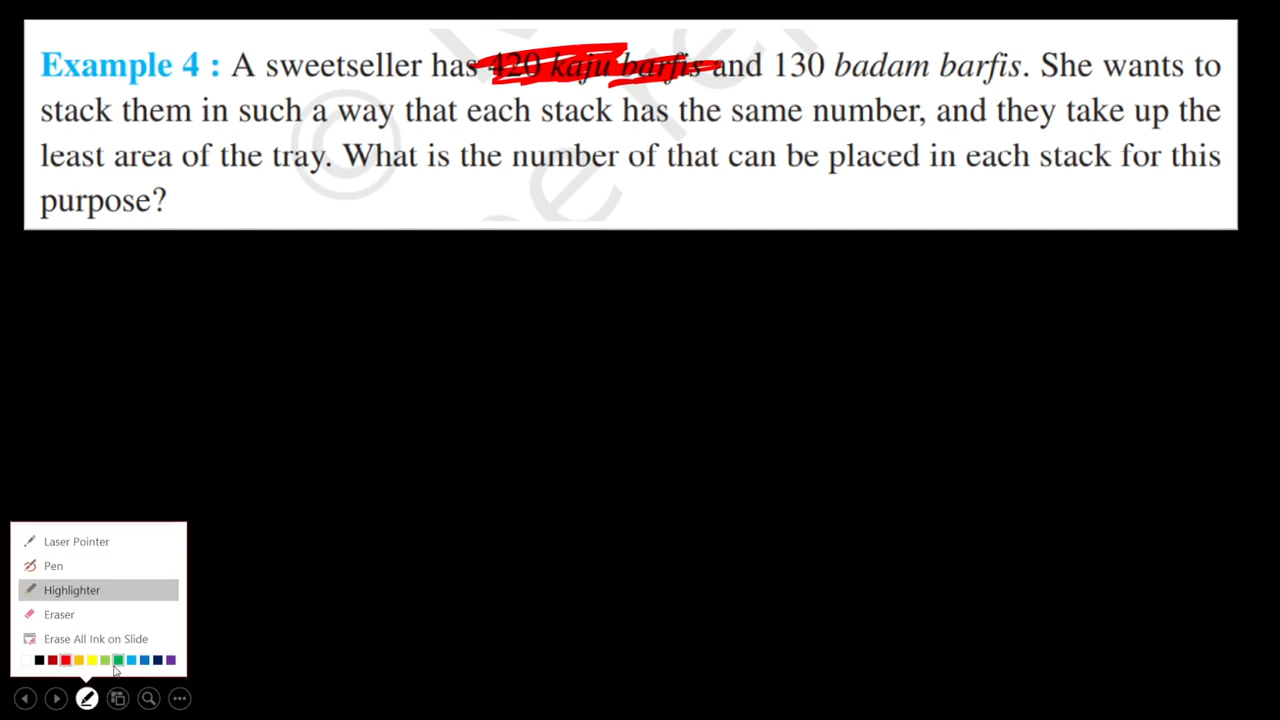 Example 4 : A sweetseller has 420 kaju barfis and 130 badam barfis. She wants to
stack them in such a way that each stack has the same number, and they take up the
least area of the tray. What is the number of that can be placed in each stack for this
purpose?
Laser Pointer
Pen
Highlighter
Eraser
Erase All Ink on Slide